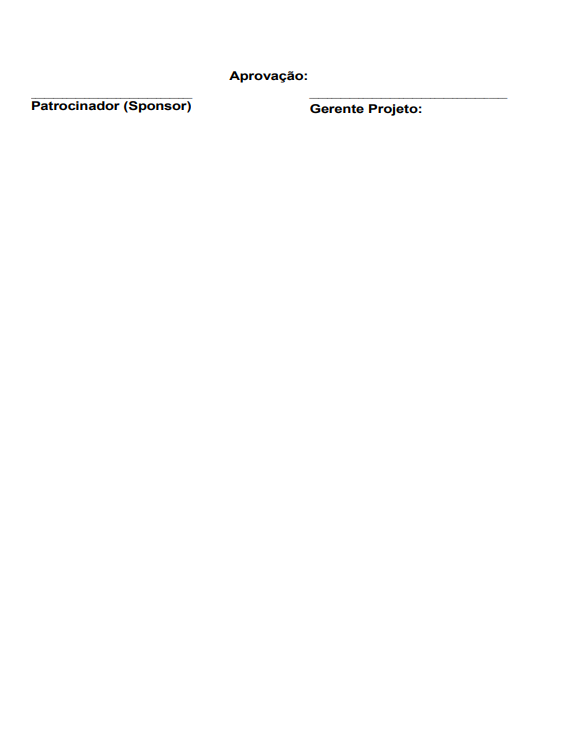 Aprovação:
Patrocinador (Sponsor)
Gerente Projeto: